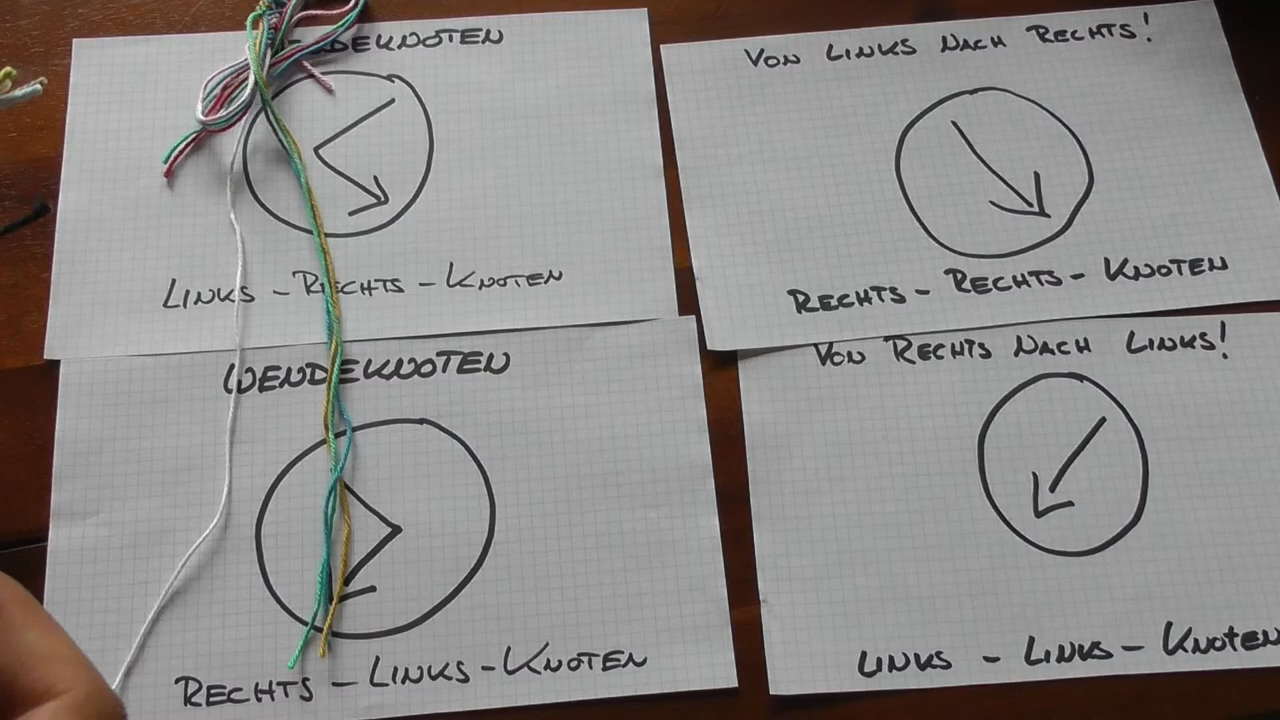 WENDEKNOTEN
LINKS - RECHTS - KNOTEN
VON LINKS NACH RECHTS!
RECHTS - RECHTS - KNOTEN
WENDEKNOTEN
RECHTS - LINKS - KNOTEN
VON RECHTS NACH LINKS!
LINKS - LINKS - KNOTEN